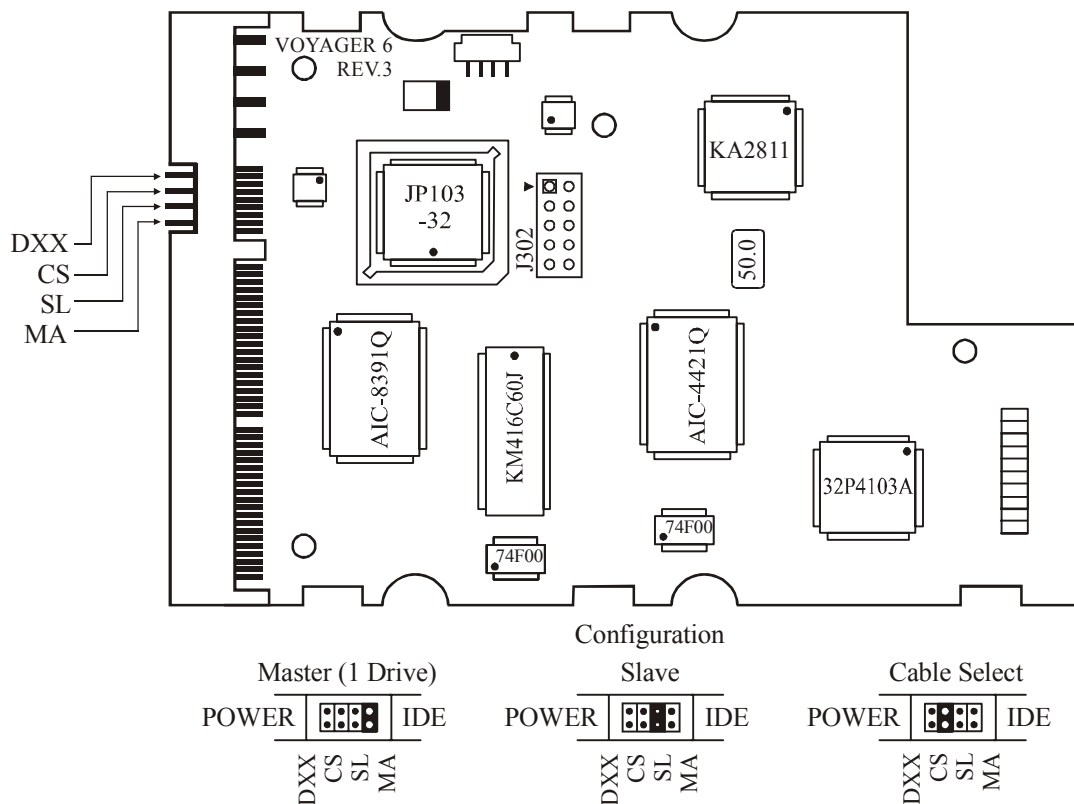 VOYAGER 6
REV.3
KA2811
JP103
-32
J302
50.0
DXX
CS
SL
MA
AIC-8391Q
KM416C60J
AIC-4421Q
32P4103A
74F00
74F00
Configuration
Master (1 Drive)
POWER
IDE
DXX
CS
SL
MA
Slave
POWER
IDE
DXX
CS
SL
MA
Cable Select
POWER
IDE
DXX
CS
SL
MA